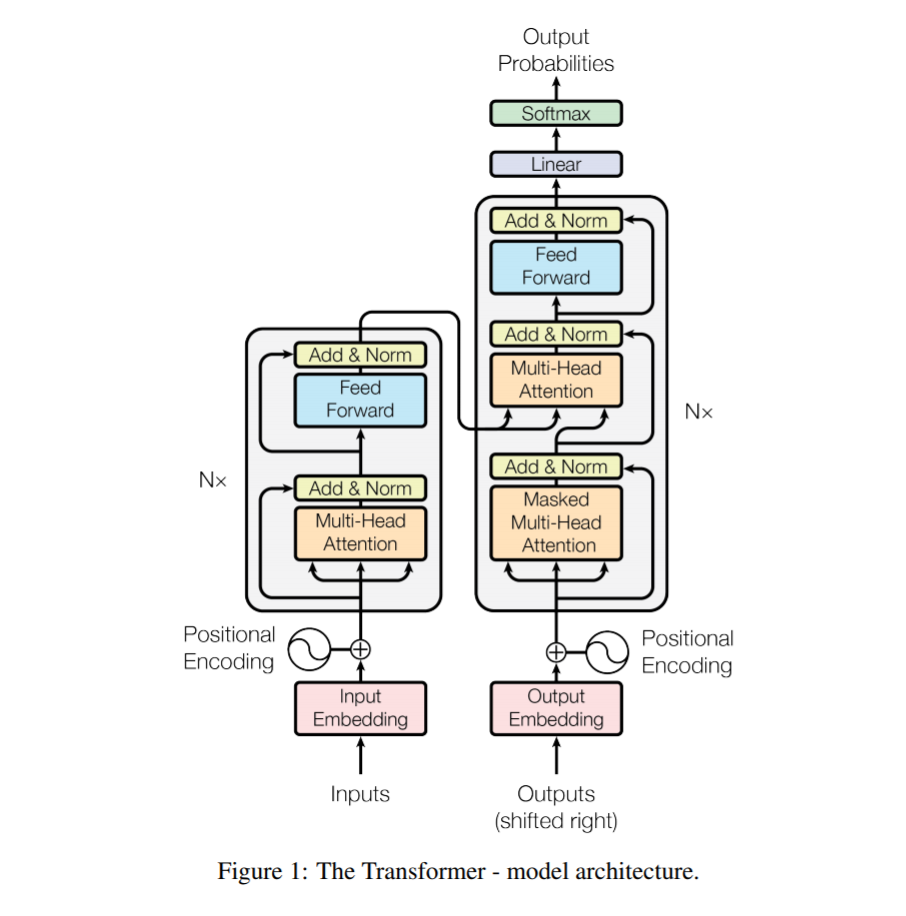 Output
Probabilities
Softmax
Linear
Add & Norm
Feed
Forward
Add & Norm
Multi-Head
Attention
Add & Norm
Masked
Multi-Head
Attention
N×
Add & Norm
Feed
Forward
Add & Norm
Multi-Head
Attention
N×
Positional
Encoding
Positional
Encoding
Input
Embedding
Output
Embedding
Inputs
Outputs
(shifted right)
Figure 1: The Transformer - model architecture.